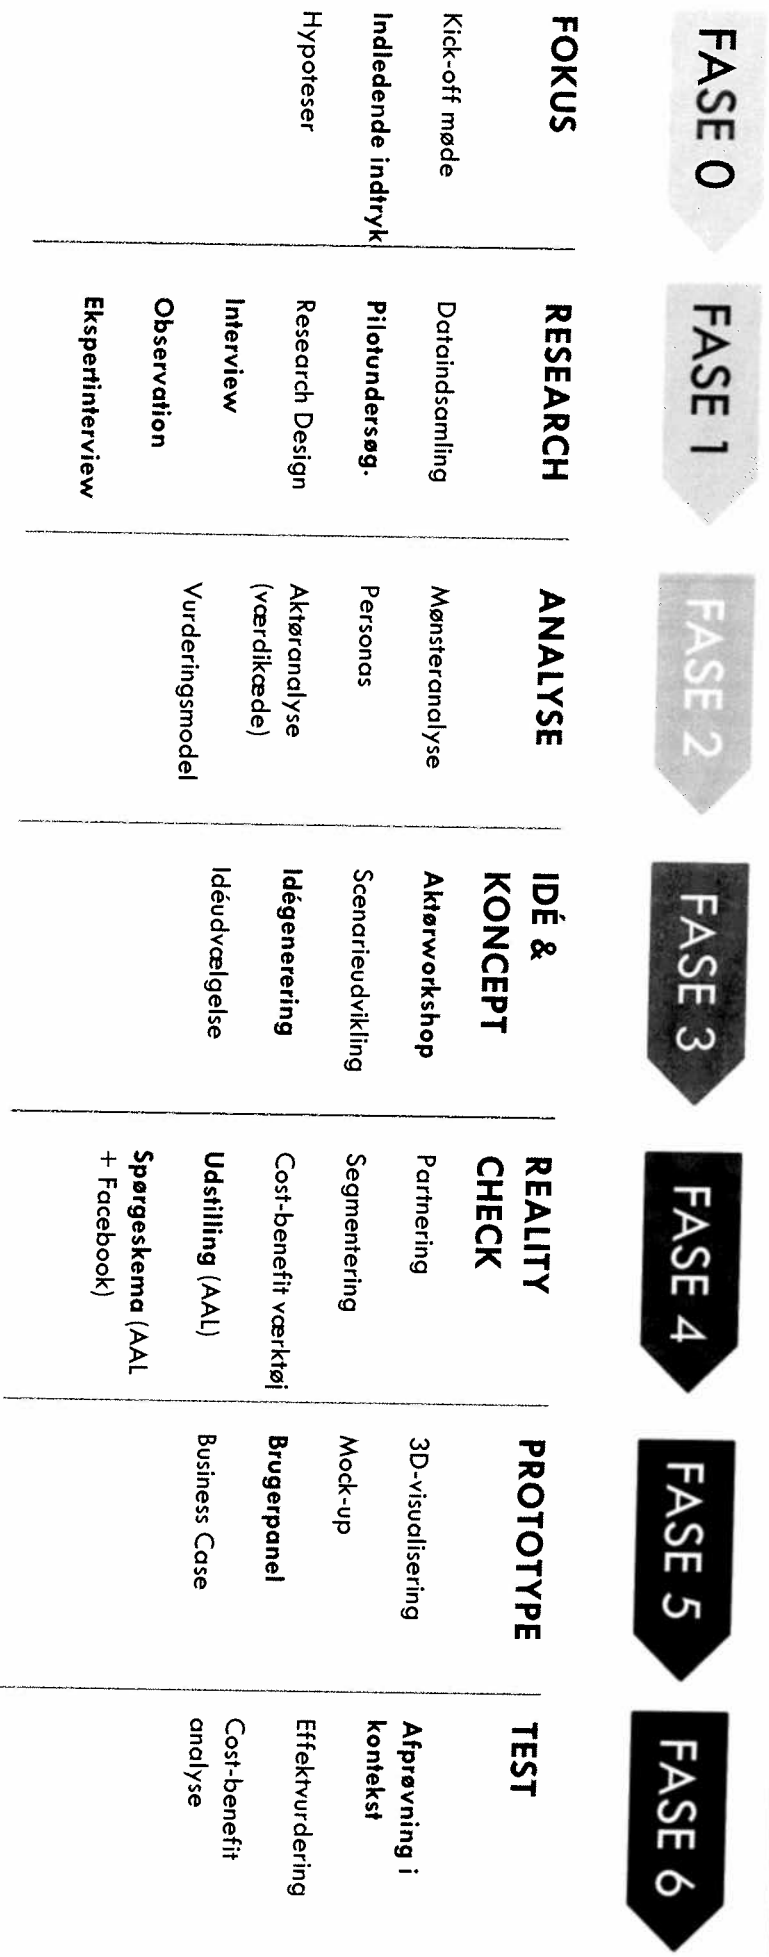 FASE 0
FOKUS
Kick-off møde
Indledende indtryk
Hypoteser
FASE 1
RESEARCH
Dataindsamling
Pilotundersøg.
Research Design
Interview
Observation
Ekspertinterview
FASE 2
ANALYSE
Mønsteranalyse
Personas
Aktøranalyse
(værdikæde)
Vurderingsmodel
FASE 3
IDÉ &
KONCEPT
Aktørworkshop
Scenarieudvikling
Idégenerering
Idéudvælgelse
FASE 4
REALITY
CHECK
Partnering
Segmentering
Cost-benefit værktøj
Udstilling (AAL)
Spørgeskema (AAL
+ Facebook)
FASE 5
PROTOTYPE
3D-visualisering
Mock-up
Brugerpanel
Business Case
FASE 6
TEST
Afprøvning i
kontekst
Effektvurdering
Cost-benefit
analyse